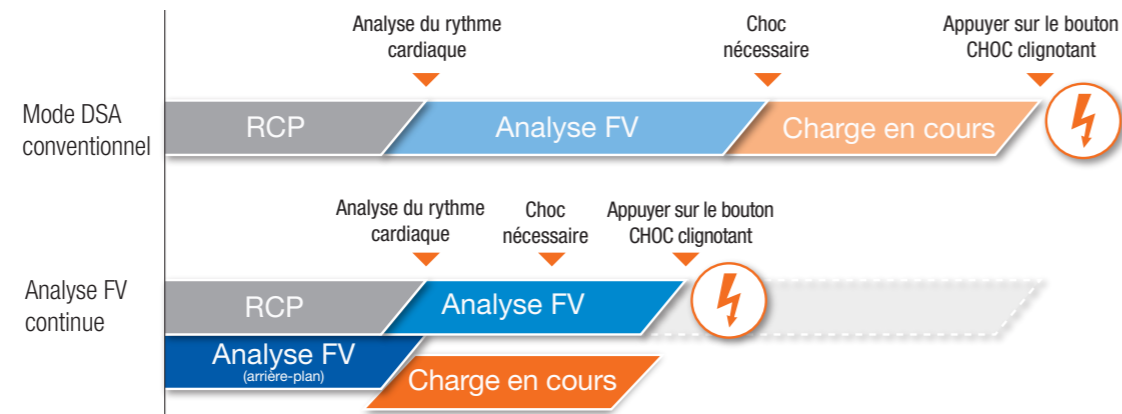 Analyse du rythme
cardiaque
Choc
nécessaire
Appuyer sur le bouton
CHOC clignotant
Mode DSA
conventionnel
RCP
Analyse FV
Charge en cours
Analyse du rythme
cardiaque
Choc
nécessaire
Appuyer sur le bouton
CHOC clignotant
Analyse FV
continue
RCP
Analyse FV
Analyse FV
(arrière-plan)
Charge en cours